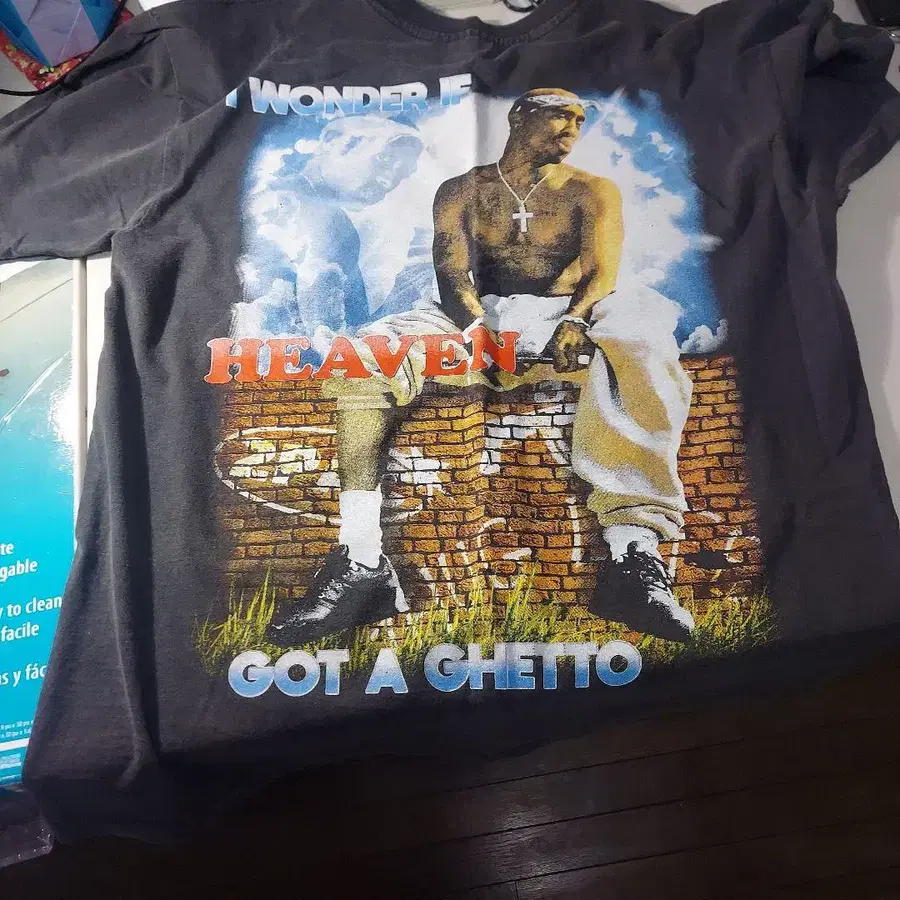 I WONDER IF
HEAVEN
GOT A GHETTO
te
gable
to clean
facile
s y fác